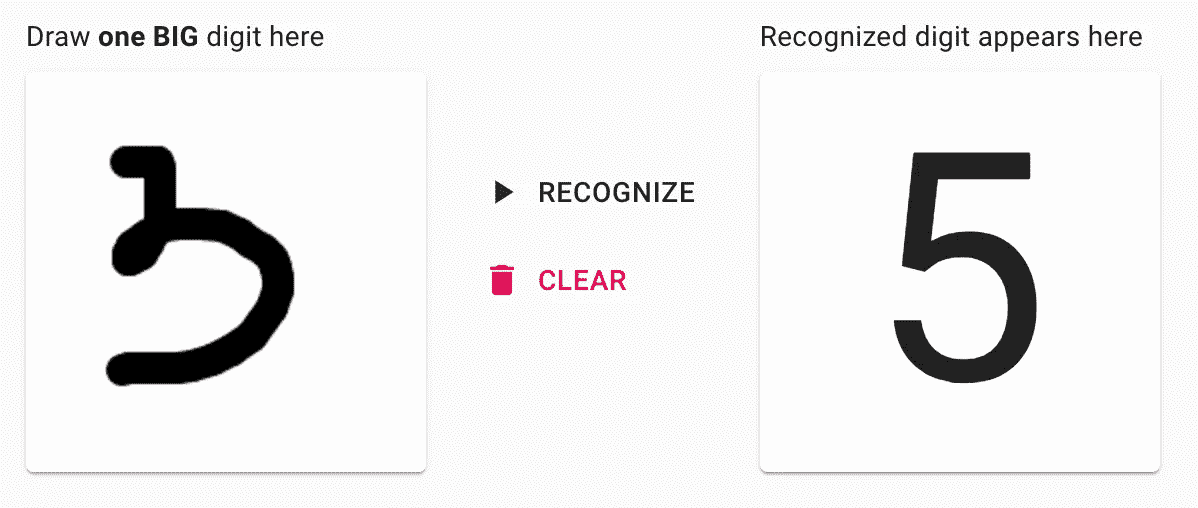 Draw one BIG digit here
Recognized digit appears here
RECOGNIZE
CLEAR
5